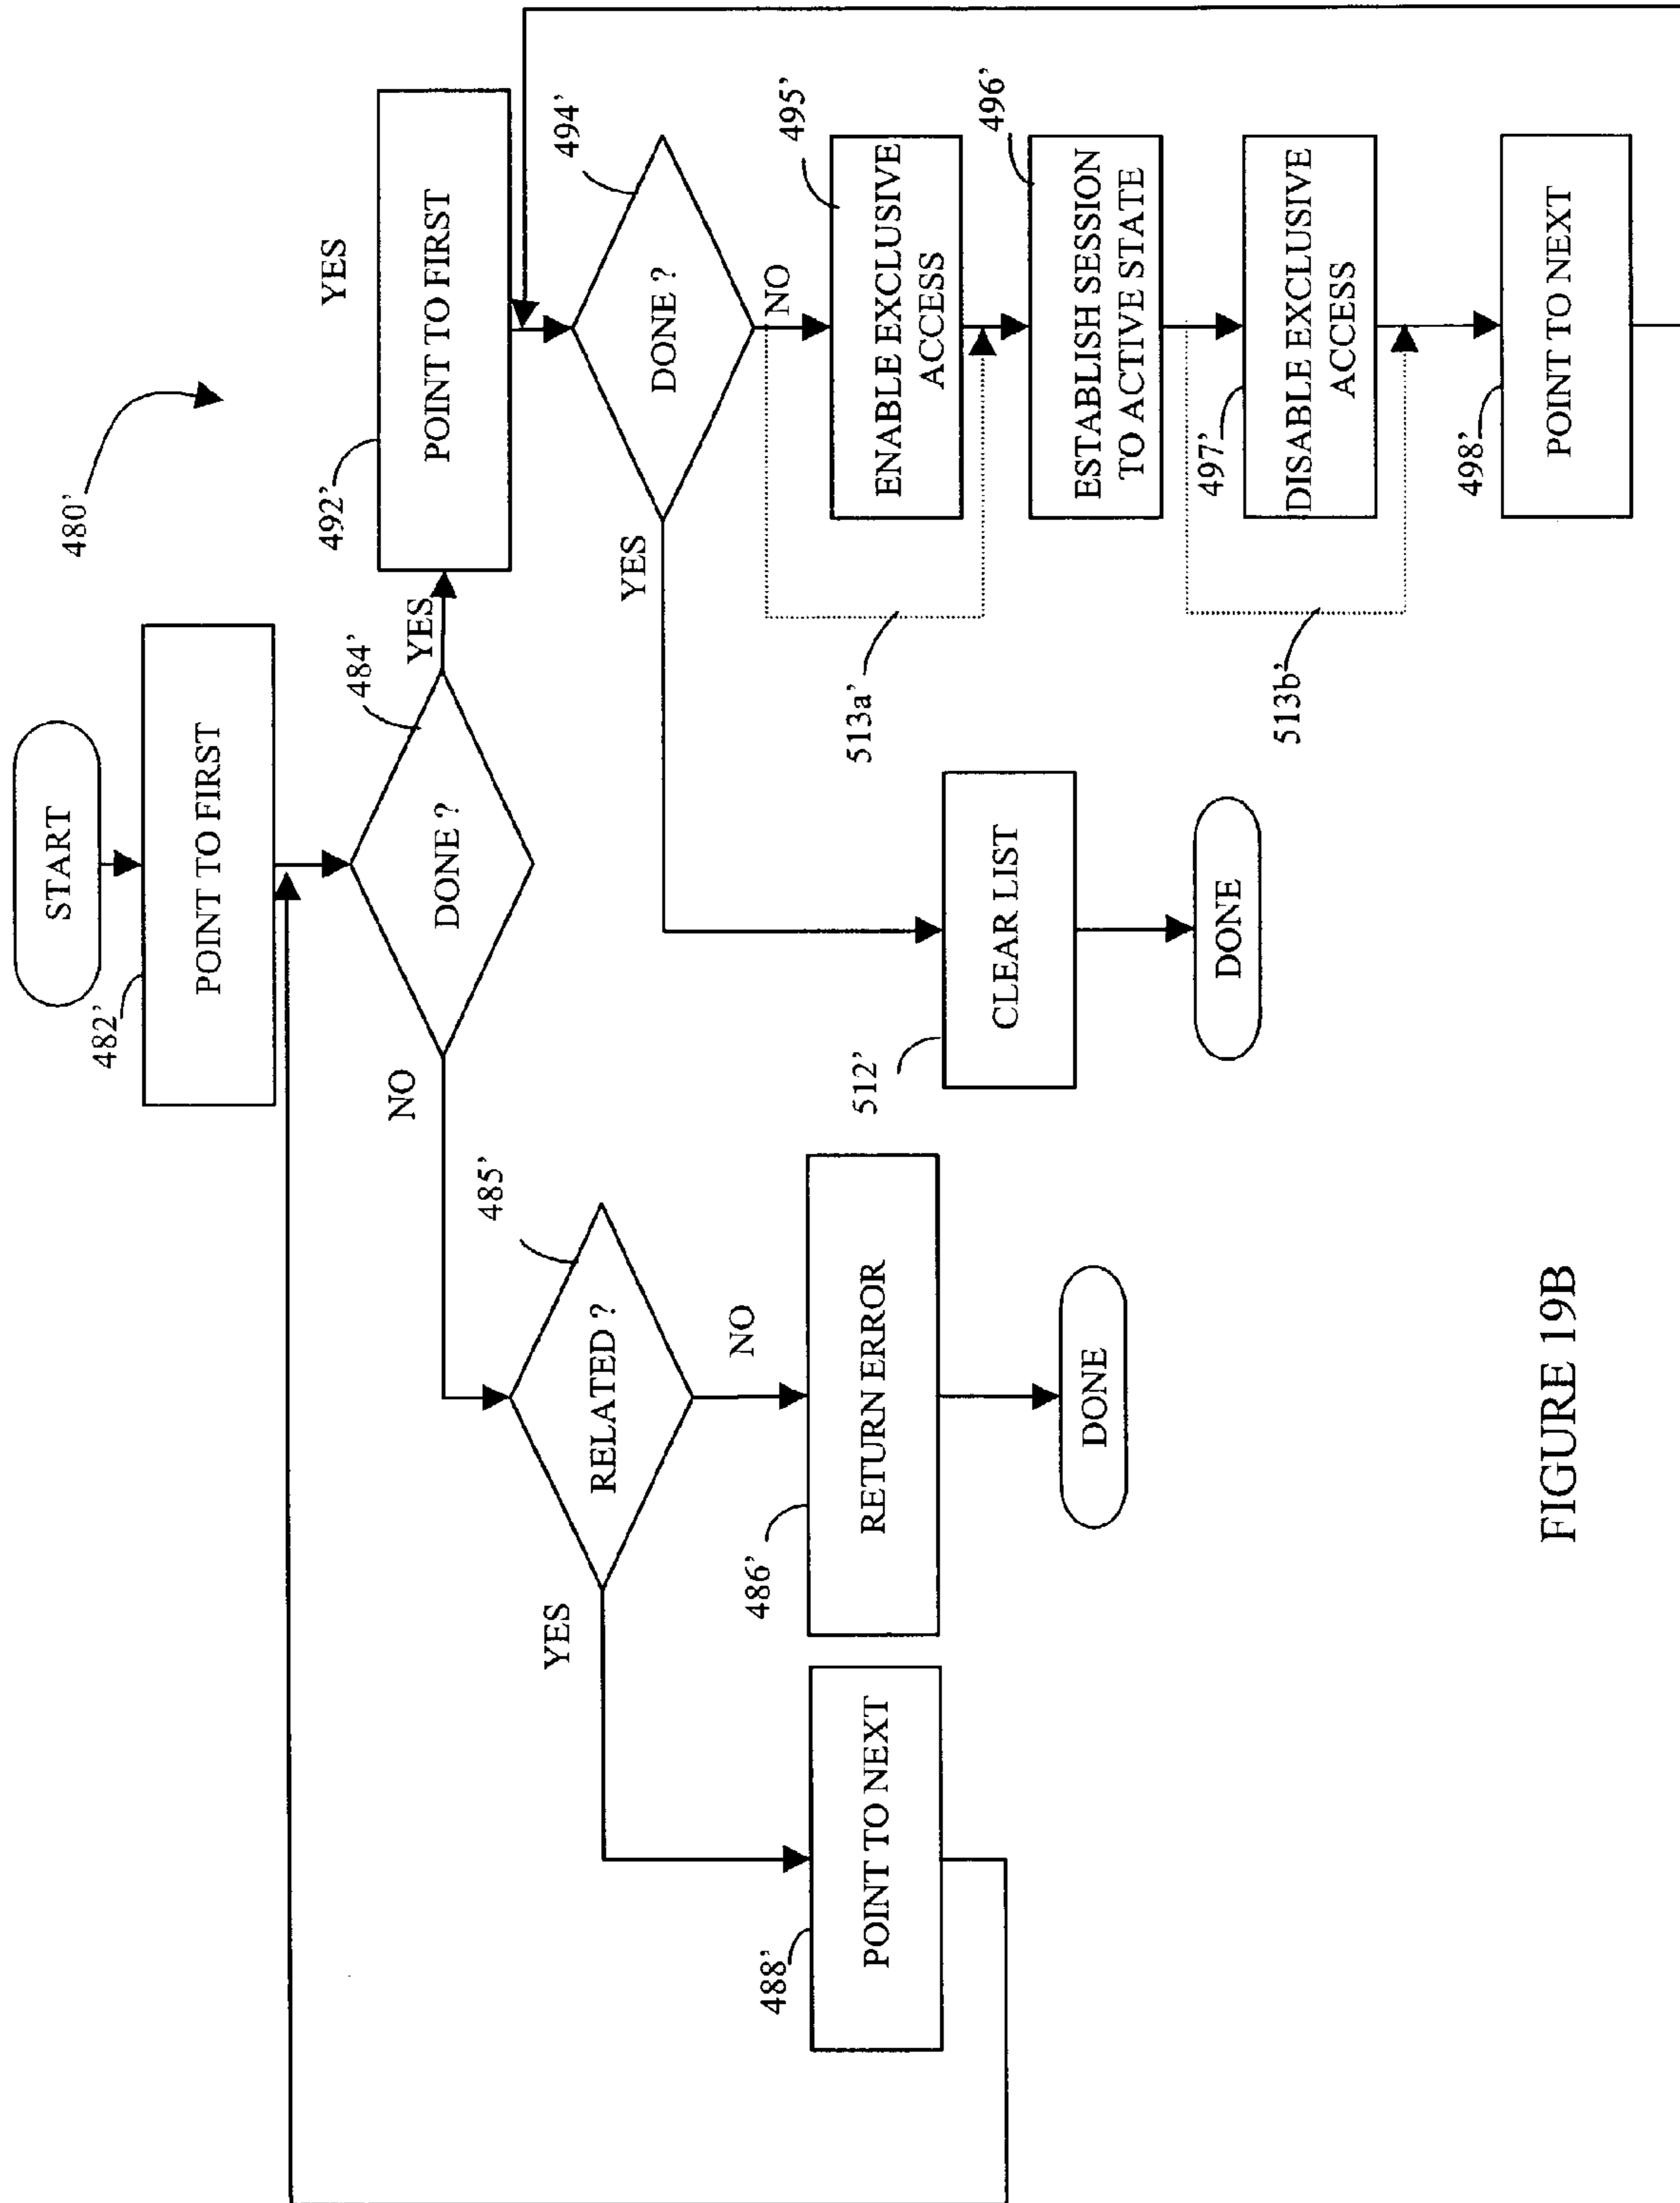 480'
START
482'
POINT TO FIRST
484'
DONE ?
YES
NO
492'
YES
POINT TO FIRST
494'
DONE ?
YES
NO
485'
RELATED ?
YES
NO
495'
ENABLE EXCLUSIVE
ACCESS
513a'
496'
ESTABLISH SESSION
TO ACTIVE STATE
497'
DISABLE EXCLUSIVE
ACCESS
513b'
498'
POINT TO NEXT
488'
POINT TO NEXT
486'
RETURN ERROR
DONE
512'
CLEAR LIST
DONE
FIGURE 19B